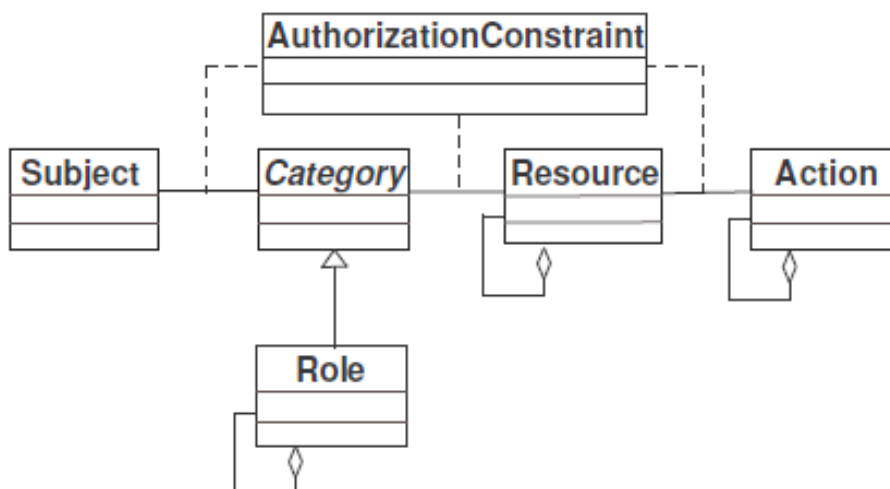 AuthorizationConstraint
Subject
Category
Resource
Action
Role